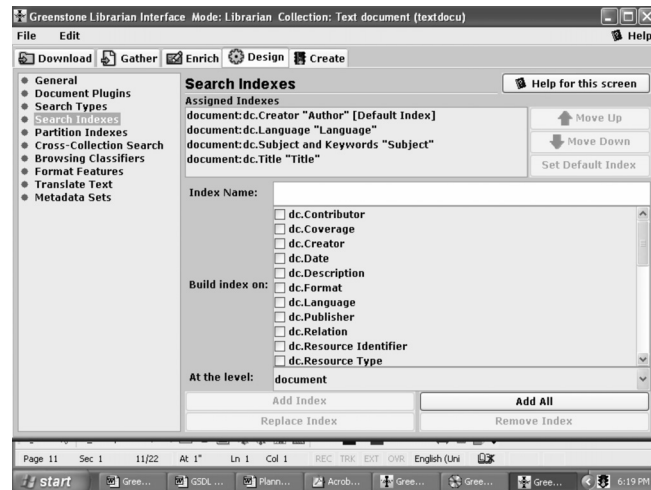 Greenstone Librarian Interface Mode: Librarian Collection: Text document (textdocu)
File Edit Help
Download Gather Enrich Design Create
General
Document Plugins
Search Types
Search Indexes
Partition Indexes
Cross-Collection Search
Browsing Classifiers
Format Features
Translate Text
Metadata Sets
Search Indexes
Help for this screen
Assigned Indexes
document:dc.Creator "Author" [Default Index]
document:dc.Language "Language"
document:dc.Subject and Keywords "Subject"
document:dc.Title "Title"
Move Up
Move Down
Set Default Index
Index Name:
Build index on:
dc.Contributor
dc.Coverage
dc.Creator
dc.Date
dc.Description
dc.Format
dc.Language
dc.Publisher
dc.Relation
dc.Resource Identifier
dc.Resource Type
At the level: document
Add Index Add All
Replace Index Remove Index
Page 11 Sec 1 11/22 At 1" Ln 1 Col 1 REC TRK EXT OVR English (Uni
start Gree... GSDL ... Plann... Acrob... Gree... Gree... Gree... 6:19 PM